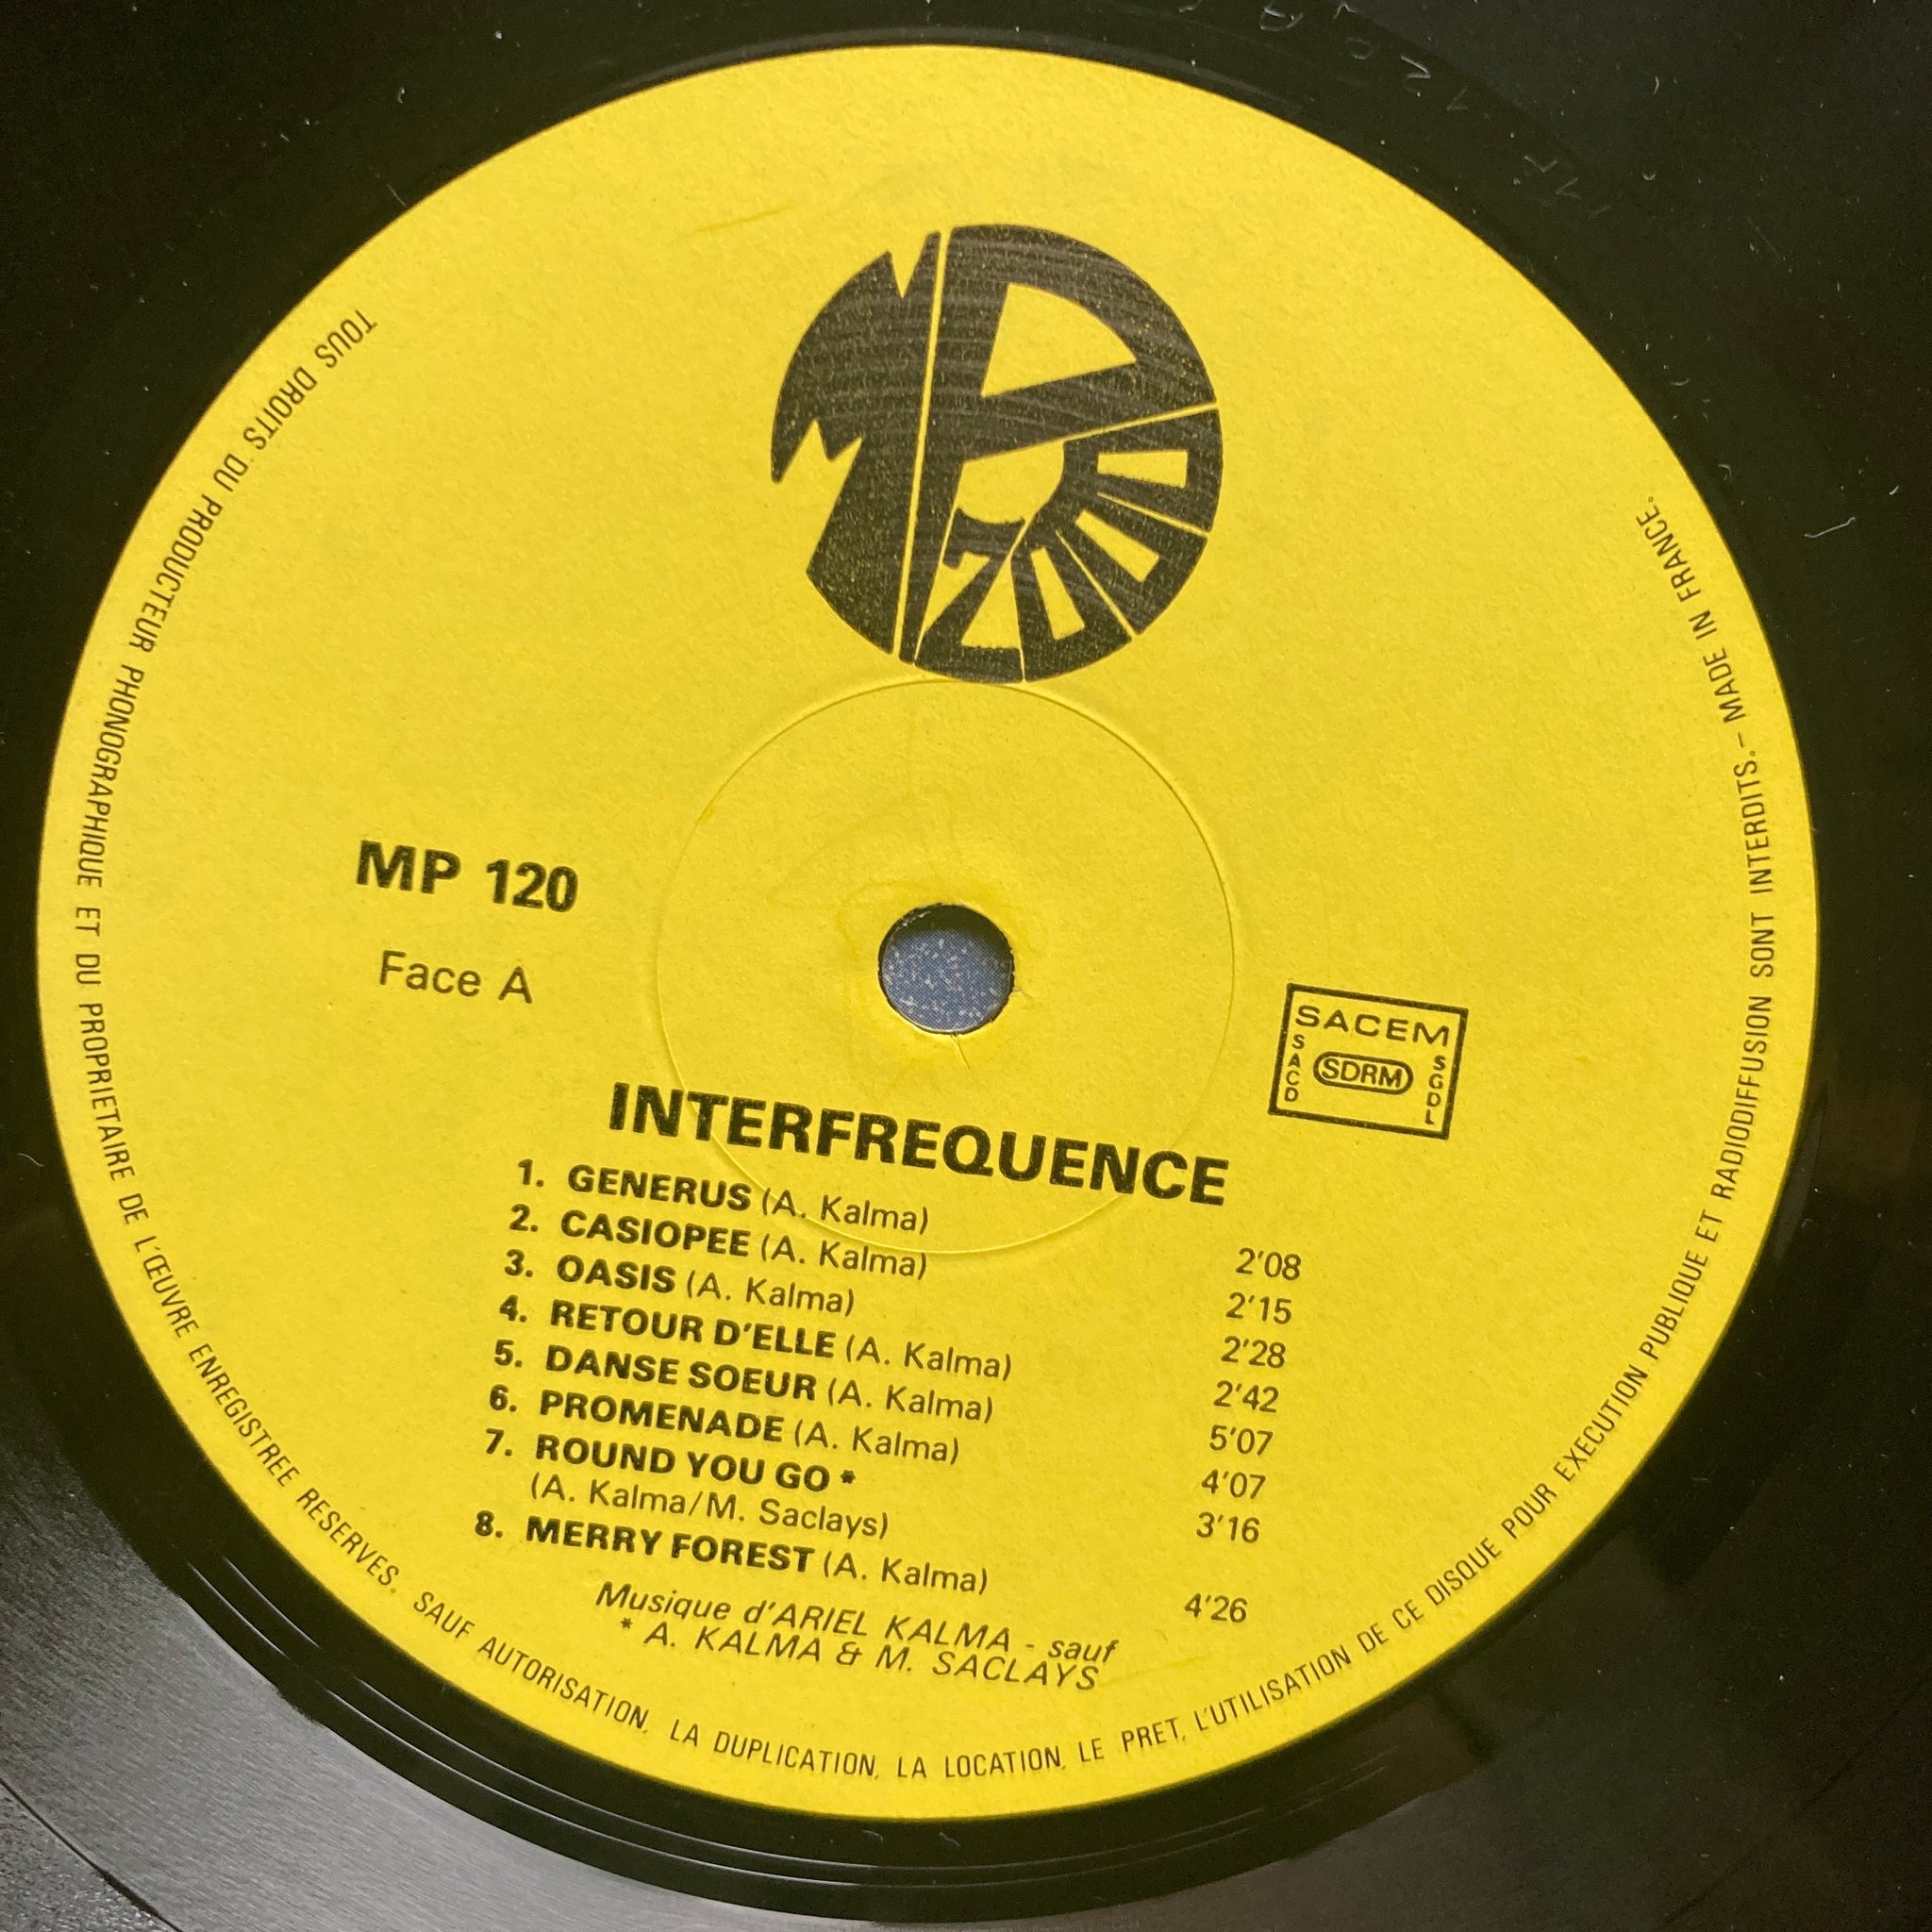 MP
2000
MP 120
Face A
SACEM
SACD
SDRM
SGDL
INTERFREQUENCE
1. GENERUS (A. Kalma) 2'08
2. CASIOPEE (A. Kalma) 2'15
3. OASIS (A. Kalma) 2'28
4. RETOUR D'ELLE (A. Kalma) 2'42
5. DANSE SOEUR (A. Kalma) 5'07
6. PROMENADE (A. Kalma) 4'07
7. ROUND YOU GO * 3'16
(A. Kalma/M. Saclays)
8. MERRY FOREST (A. Kalma) 4'26
Musique d'ARIEL KALMA - sauf
* A. KALMA & M. SACLAYS
TOUS DROITS DU PRODUCTEUR PHONOGRAPHIQUE ET DU PROPRIETAIRE DE L'ŒUVRE ENREGISTREE RESERVES. SAUF AUTORISATION, LA DUPLICATION, LA LOCATION, LE PRET, L'UTILISATION DE CE DISQUE POUR EXECUTION PUBLIQUE ET RADIODIFFUSION SONT INTERDITS. – MADE IN FRANCE.